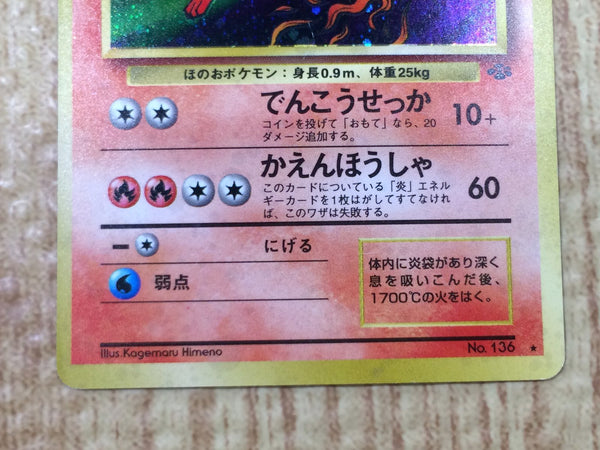 ほのおポケモン：身長0.9m、体重25kg
でんこうせっか 10+
コインを投げて「おもて」なら、20
ダメージ追加する。
かえんほうしゃ 60
このカードについている「炎」エネル
ギーカードを1枚はがしてすてなけれ
ば、このワザは失敗する。
にげる
弱点
体内に炎袋があり深く
息を吸いこんだ後、
1700℃の火をはく。
Illus.Kagemaru Himeno
No. 136 ★